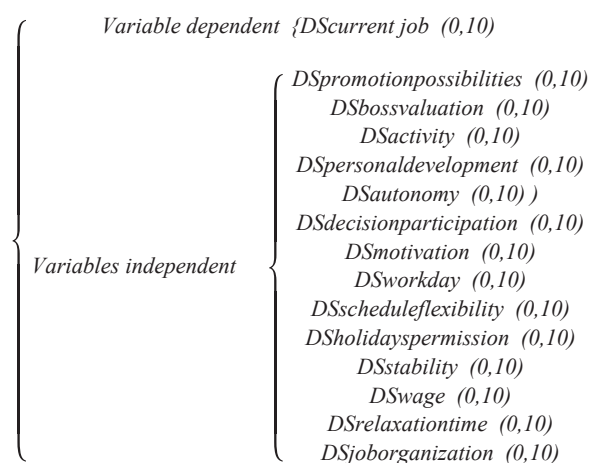 Variable dependent {DScurrent job (0,10)
DSpromotionpossibilities (0,10)
DSbossvaluation (0,10)
DSactivity (0,10)
DSpersonaldevelopment (0,10)
DSautonomy (0,10) )
DSdecisionparticipation (0,10)
Variables independent
DSmotivation (0,10)
DSworkday (0,10)
DSscheduleflexibility (0,10)
DSholidayspermission (0,10)
DSstability (0,10)
DSwage (0,10)
DSrelaxationtime (0,10)
DSjoborganization (0,10)